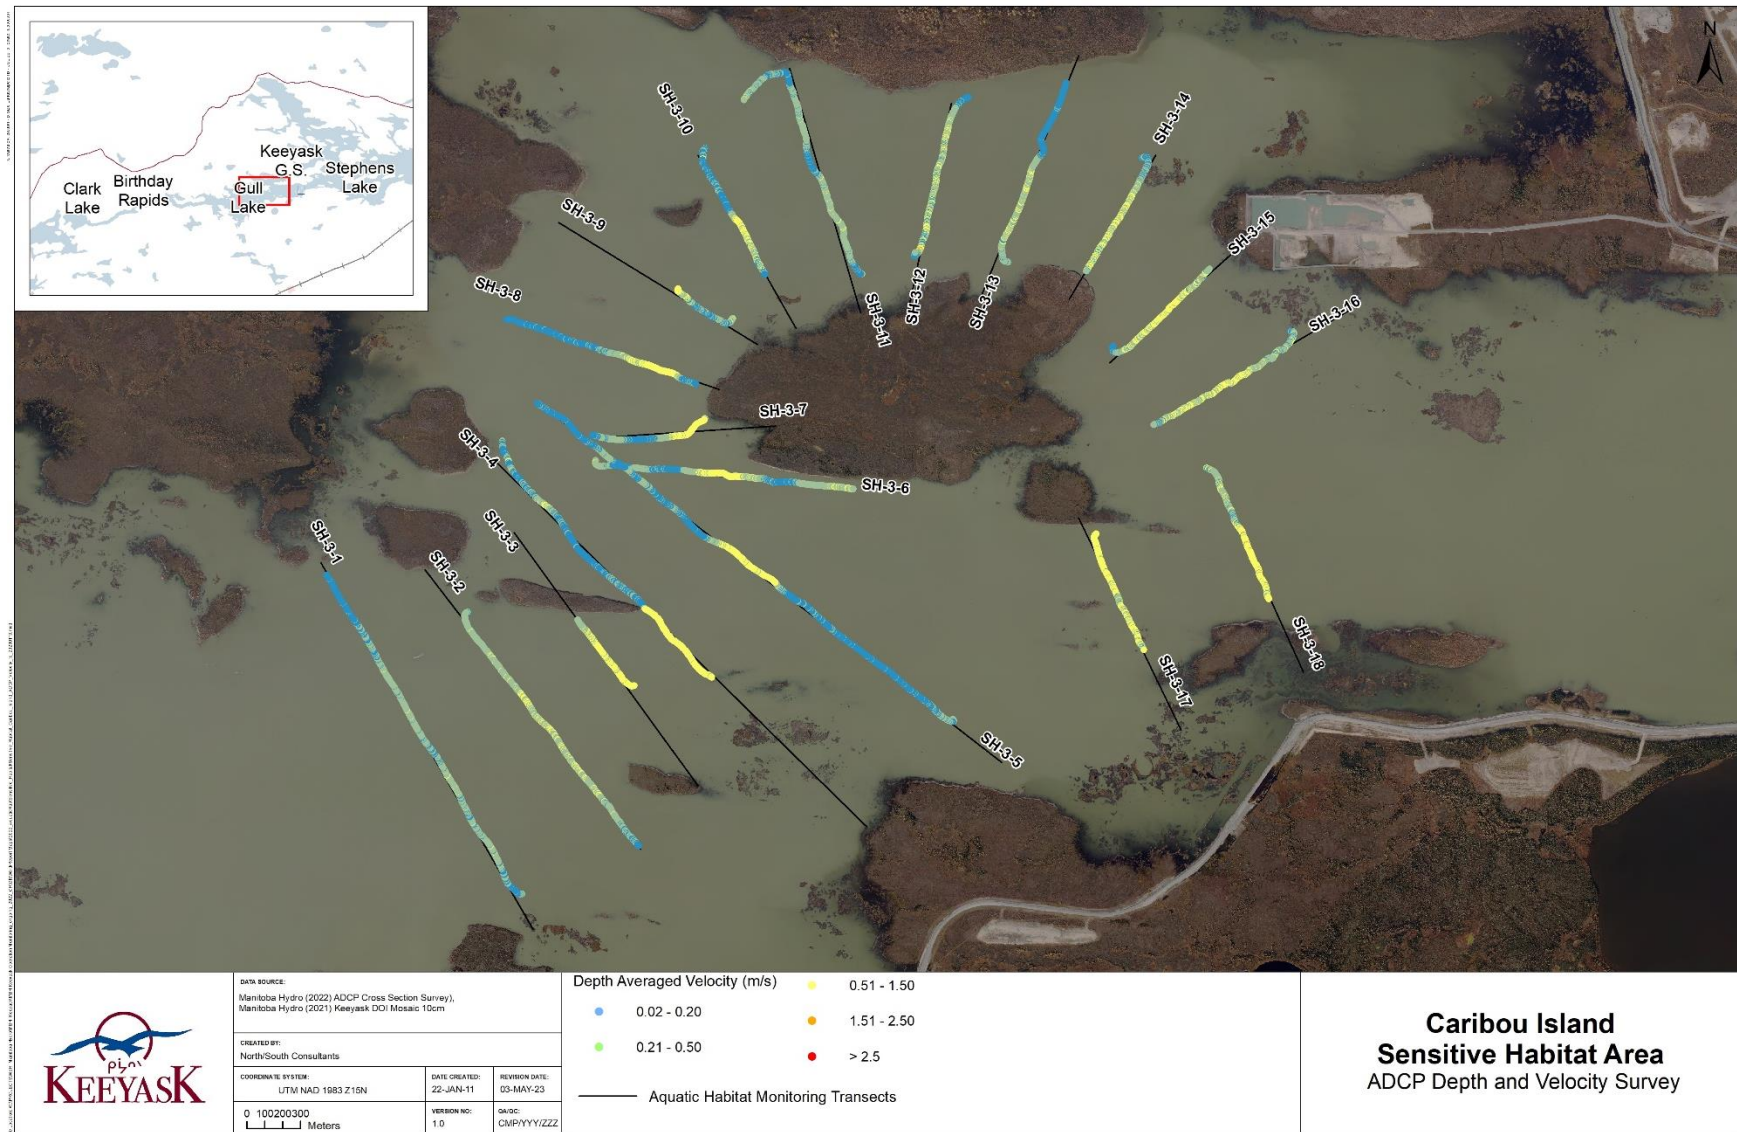 Keeyask
G.S.
Stephens
Lake
Birthday
Rapids
Clark
Lake
Gull
Lake
N
SH-3-10
SH-3-14
SH-3-9
SH-3-15
SH-3-8
SH-3-12
SH-3-13
SH-3-11
SH-3-16
SH-3-7
SH-3-4
SH-3-6
SH-3-3
SH-3-1
SH-3-2
SH-3-18
SH-3-17
SH-3-5
KEEYASK
DATA SOURCE:
Manitoba Hydro (2022) ADCP Cross Section Survey),
Manitoba Hydro (2021) Keeyask DOI Mosaic 10cm
CREATED BY:
North/South Consultants
COORDINATE SYSTEM:
UTM NAD 1983 Z15N
DATE CREATED:
22-JAN-11
REVISION DATE:
03-MAY-23
0 100200300
Meters
VERSION NO:
1.0
QA/QC:
CMP/YYY/ZZZ
Depth Averaged Velocity (m/s)
0.02 - 0.20
0.21 - 0.50
0.51 - 1.50
1.51 - 2.50
> 2.5
Aquatic Habitat Monitoring Transects
Caribou Island
Sensitive Habitat Area
ADCP Depth and Velocity Survey